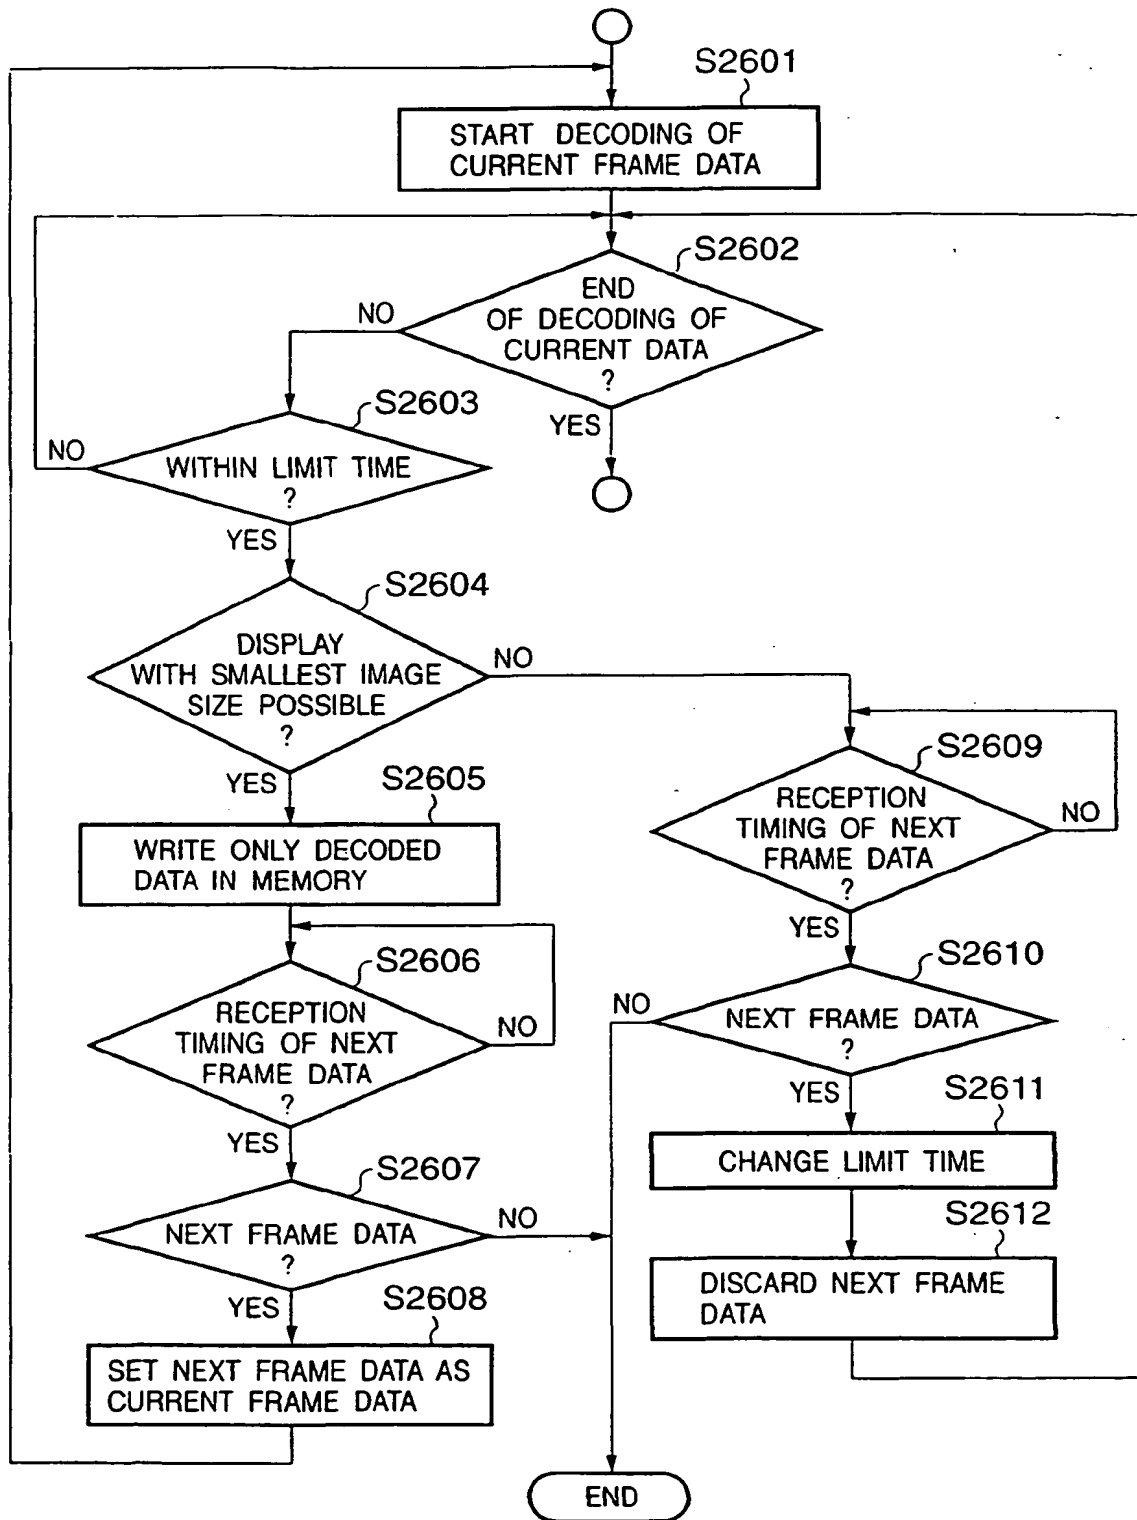 S2601
START DECODING OF
CURRENT FRAME DATA
S2602
END
OF DECODING OF
CURRENT DATA
?
NO
YES
S2603
WITHIN LIMIT TIME
?
NO
YES
S2604
DISPLAY
WITH SMALLEST IMAGE
SIZE POSSIBLE
?
NO
YES
S2605
WRITE ONLY DECODED
DATA IN MEMORY
S2606
RECEPTION
TIMING OF NEXT
FRAME DATA
?
NO
YES
S2607
NEXT FRAME DATA
?
NO
YES
S2608
SET NEXT FRAME DATA AS
CURRENT FRAME DATA
S2609
RECEPTION
TIMING OF NEXT
FRAME DATA
?
NO
YES
S2610
NEXT FRAME DATA
?
NO
YES
S2611
CHANGE LIMIT TIME
S2612
DISCARD NEXT FRAME
DATA
END